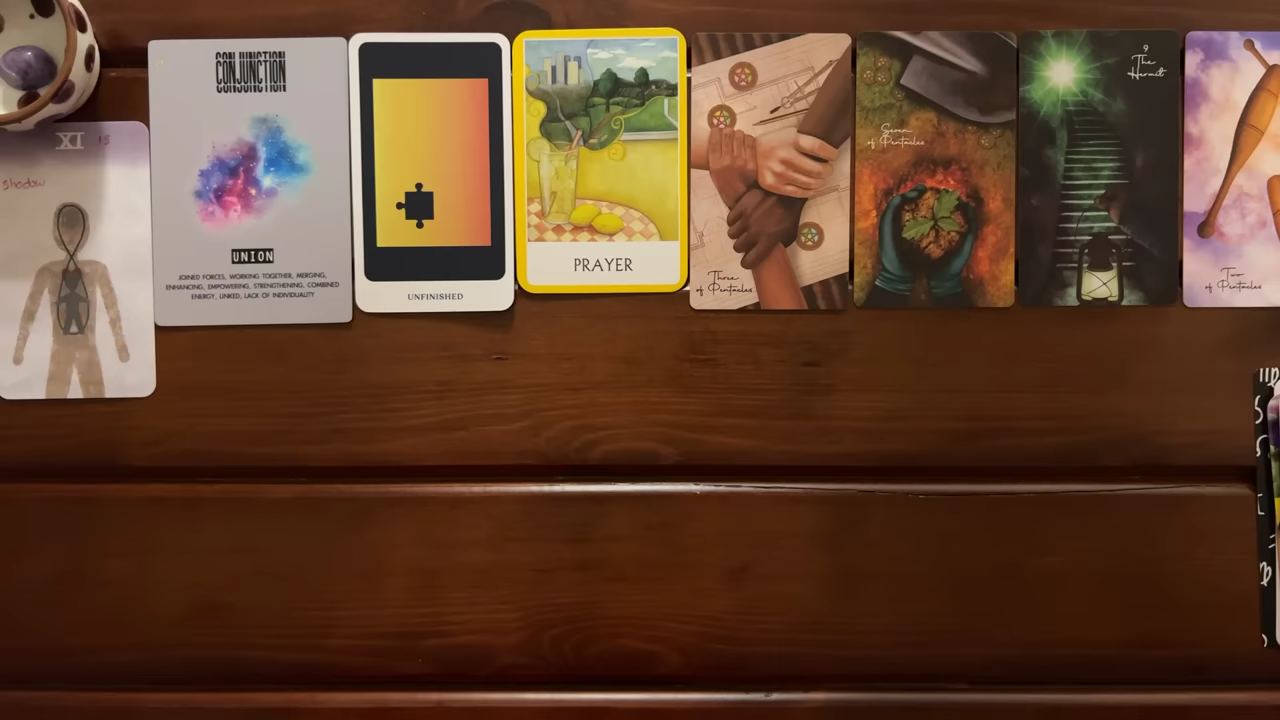 XI 15
shadow
CONJUNCTION
UNION
JOINED FORCES, WORKING TOGETHER, MERGING,
ENHANCING, EMPOWERING, STRENGTHENING, COMBINED
ENERGY, LINKED, LACK OF INDIVIDUALITY
UNFINISHED
PRAYER
Three
of Pentacles
Seven
of Pentacles
9
The
Hermit
Two
of Pentacles